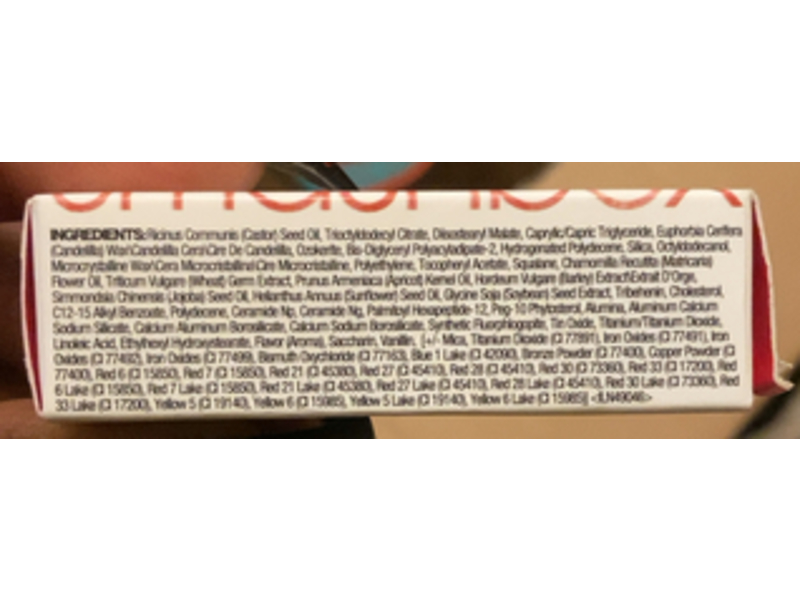 smashbox
INGREDIENTS: Ricinus Communis (Castor) Seed Oil, Trioctyldodecyl Citrate, Diisostearyl Malate, Caprylic/Capric Triglyceride, Euphorbia Cerifera
(Candelilla) Wax\Candelilla Cera\Cire De Candelilla, Ozokerite, Bis-Diglyceryl Polyacyladipate-2, Hydrogenated Polydecene, Silica, Octyldodecanol,
Microcrystalline Wax\Cera Microcristallina\Cire Microcristalline, Polyethylene, Tocopheryl Acetate, Squalane, Chamomilla Recutita (Matricaria)
Flower Oil, Triticum Vulgare (Wheat) Germ Extract, Prunus Armeniaca (Apricot) Kernel Oil, Hordeum Vulgare (Barley) Extract\Extrait D'Orge,
Simmondsia Chinensis (Jojoba) Seed Oil, Helianthus Annuus (Sunflower) Seed Oil, Glycine Soja (Soybean) Seed Extract, Tribehenin, Cholesterol,
C12-15 Alkyl Benzoate, Polydecene, Ceramide Np, Ceramide Ng, Palmitoyl Hexapeptide-12, Peg-10 Phytosterol, Alumina, Aluminum Calcium
Sodium Silicate, Calcium Aluminum Borosilicate, Calcium Sodium Borosilicate, Synthetic Fluorphlogopite, Tin Oxide, Titanium/Titanium Dioxide,
Linoleic Acid, Ethylhexyl Hydroxystearate, Flavor (Aroma), Saccharin, Vanillin, [+/- Mica, Titanium Dioxide (CI 77891), Iron Oxides (CI 77491), Iron
Oxides (CI 77492), Iron Oxides (CI 77499), Bismuth Oxychloride (CI 77163), Blue 1 Lake (CI 42090), Bronze Powder (CI 77400), Copper Powder (CI
77400), Red 6 (CI 15850), Red 7 (CI 15850), Red 21 (CI 45380), Red 27 (CI 45410), Red 28 (CI 45410), Red 30 (CI 73360), Red 33 (CI 17200), Red
6 Lake (CI 15850), Red 7 Lake (CI 15850), Red 21 Lake (CI 45380), Red 27 Lake (CI 45410), Red 28 Lake (CI 45410), Red 30 Lake (CI 73360), Red
33 Lake (CI 17200), Yellow 5 (CI 19140), Yellow 6 (CI 15985), Yellow 5 Lake (CI 19140), Yellow 6 Lake (CI 15985)] <ILN49046>